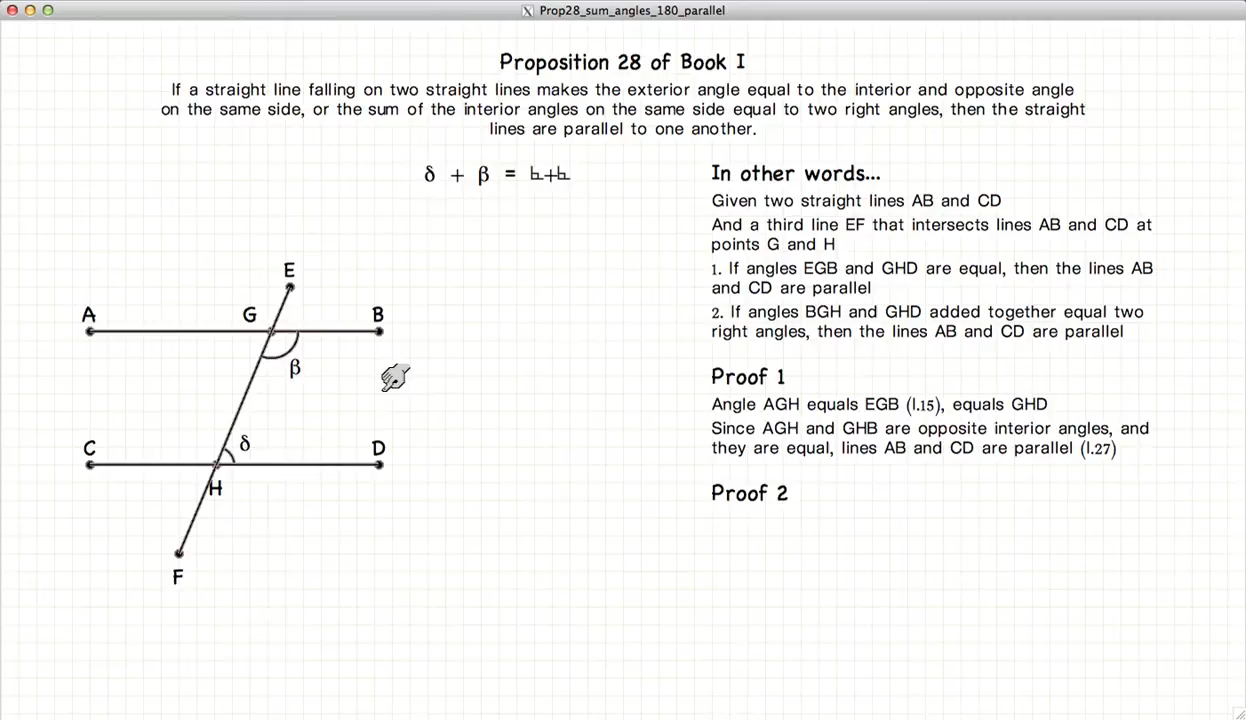 Prop28_sum_angles_180_parallel
Proposition 28 of Book I
If a straight line falling on two straight lines makes the exterior angle equal to the interior and opposite angle
on the same side, or the sum of the interior angles on the same side equal to two right angles, then the straight
lines are parallel to one another.
δ + β =
In other words...
Given two straight lines AB and CD
And a third line EF that intersects lines AB and CD at
points G and H
1. If angles EGB and GHD are equal, then the lines AB
and CD are parallel
2. If angles BGH and GHD added together equal two
right angles, then the lines AB and CD are parallel
Proof 1
Angle AGH equals EGB (I.15), equals GHD
Since AGH and GHB are opposite interior angles, and
they are equal, lines AB and CD are parallel (I.27)
Proof 2
E
A G B
β
C δ D
H
F